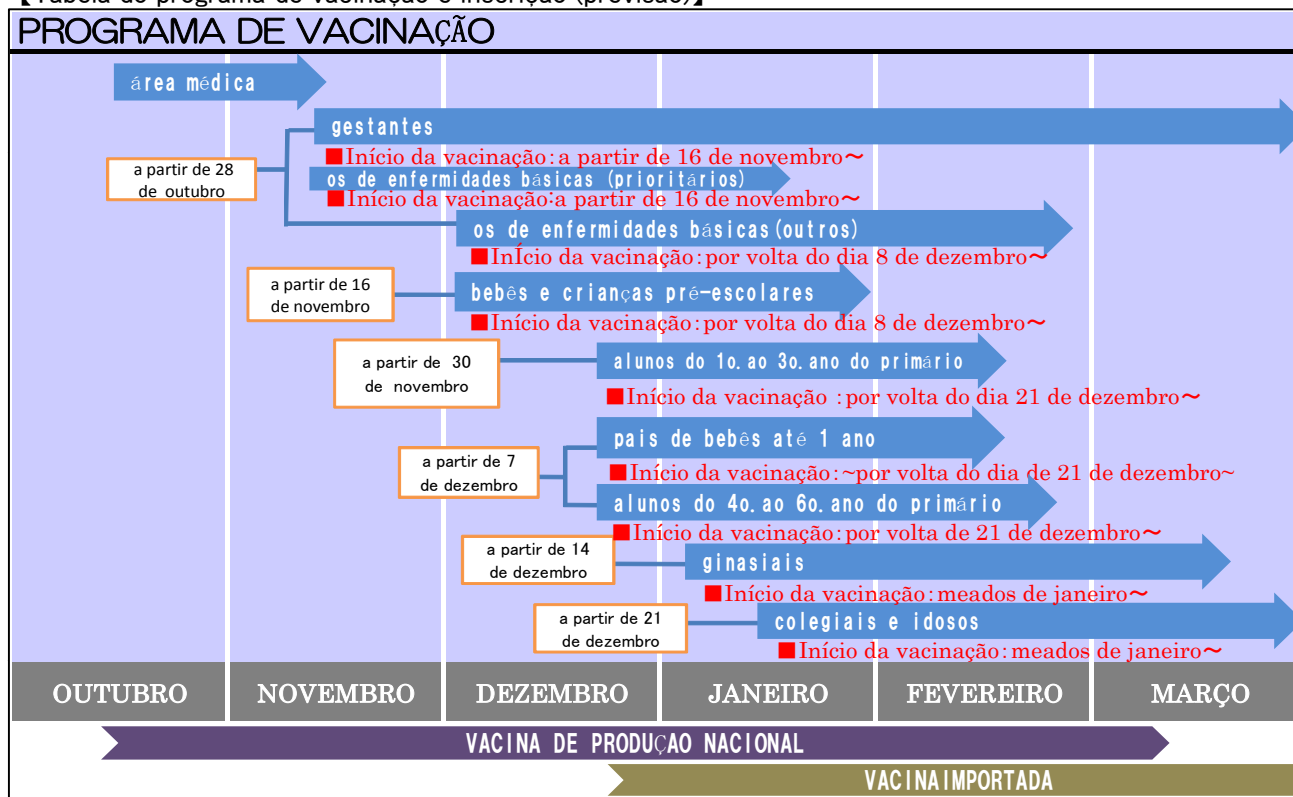 【Tabela do programa de vacinação e inscrição (previsão)】
PROGRAMA DE VACINAÇÃO
área médica
gestantes
■Início da vacinação:a partir de 16 de novembro～
a partir de 28
de outubro
os de enfermidades básicas (prioritários)
■Início da vacinação:a partir de 16 de novembro～
os de enfermidades básicas(outros)
■InÍcio da vacinação:por volta do dia 8 de dezembro～
a partir de 16
de novembro
bebês e crianças pré-escolares
■Início da vacinação:por volta do dia 8 de dezembro～
a partir de 30
de novembro
alunos do 1o. ao 3o. ano do primário
■Início da vacinação :por volta do dia 21 de dezembro～
pais de bebês até 1 ano
a partir de 7
de dezembro
■Início da vacinação:~por volta do dia de 21 de dezembro~
alunos do 4o. ao 6o. ano do primário
■Início da vacinação:por volta de 21 de dezembro～
a partir de 14
de dezembro
ginasiais
■Início da vacinação:meados de janeiro～
a partir de 21
de dezembro
colegiais e idosos
■Início da vacinação:meados de janeiro～
OUTUBRO NOVEMBRO DEZEMBRO JANEIRO FEVEREIRO MARÇO
VACINA DE PRODUÇAO NACIONAL
VACINAIMPORTADA